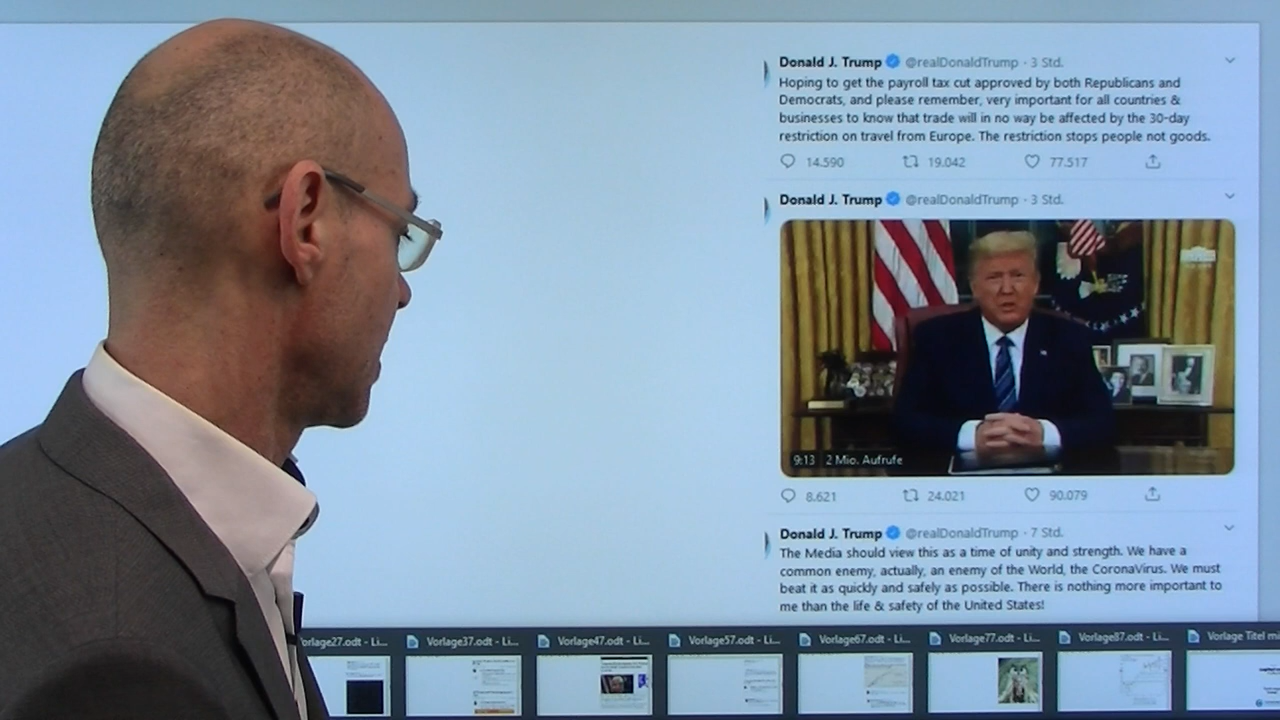 Donald J. Trump @realDonaldTrump · 3 Std.
Hoping to get the payroll tax cut approved by both Republicans and
Democrats, and please remember, very important for all countries &
businesses to know that trade will in no way be affected by the 30-day
restriction on travel from Europe. The restriction stops people not goods.
14.590 19.042 77.517
Donald J. Trump @realDonaldTrump · 3 Std.
9:13 2 Mio. Aufrufe
8.621 24.021 90.079
Donald J. Trump @realDonaldTrump · 7 Std.
The Media should view this as a time of unity and strength. We have a
common enemy, actually, an enemy of the World, the CoronaVirus. We must
beat it as quickly and safely as possible. There is nothing more important to
me than the life & safety of the United States!
orlage27.odt - Li... Vorlage37.odt - Li... Vorlage47.odt - Li... Vorlage57.odt - Li... Vorlage67.odt - Li... Vorlage77.odt - Li... Vorlage87.odt - Li... Vorlage Titel mi